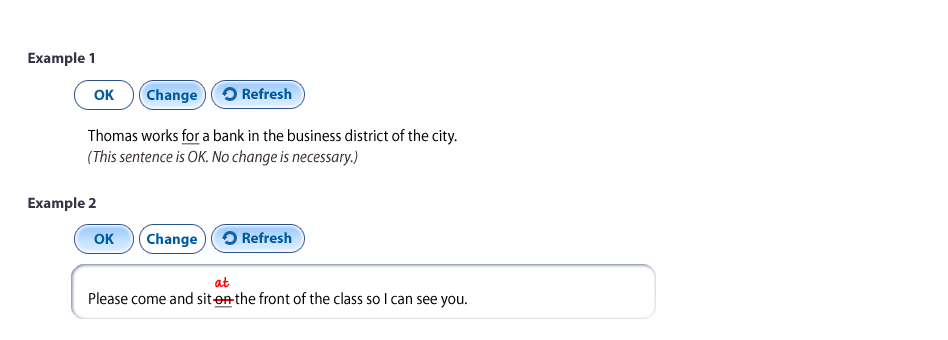 Example 1
OK Change Refresh
Thomas works for a bank in the business district of the city.
(This sentence is OK. No change is necessary.)
Example 2
OK Change Refresh
at
Please come and sit on the front of the class so I can see you.